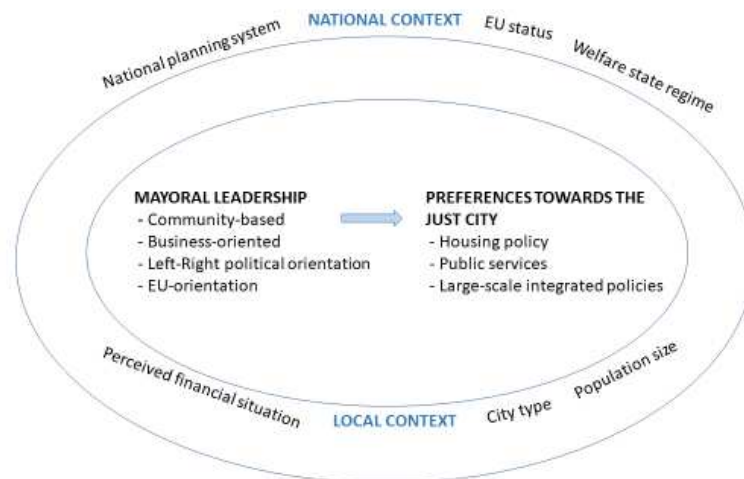 NATIONAL CONTEXT
National planning system
EU status
Welfare state regime
MAYORAL LEADERSHIP
- Community-based
- Business-oriented
- Left-Right political orientation
- EU-orientation
PREFERENCES TOWARDS THE
JUST CITY
- Housing policy
- Public services
- Large-scale integrated policies
Perceived financial situation
LOCAL CONTEXT
City type
Population size